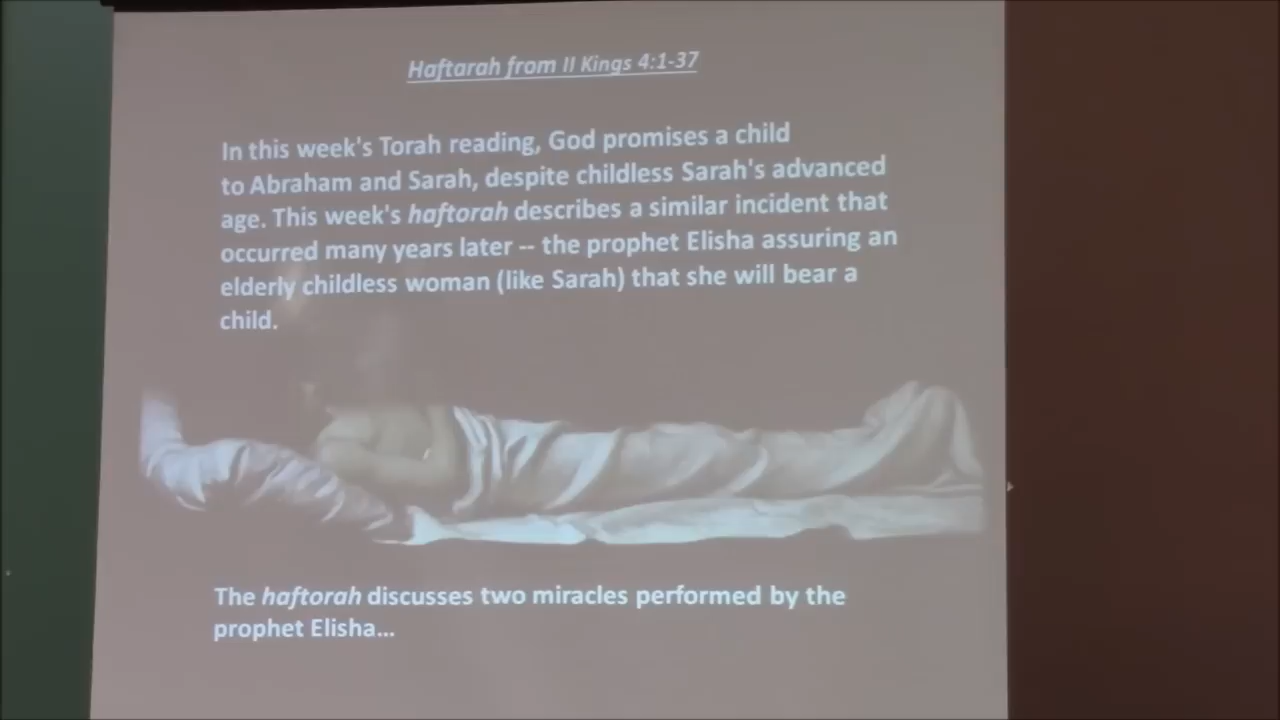 Haftarah from II Kings 4:1-37
In this week's Torah reading, God promises a child
to Abraham and Sarah, despite childless Sarah's advanced
age. This week's haftorah describes a similar incident that
occurred many years later -- the prophet Elisha assuring an
elderly childless woman (like Sarah) that she will bear a
child.
The haftorah discusses two miracles performed by the
prophet Elisha...